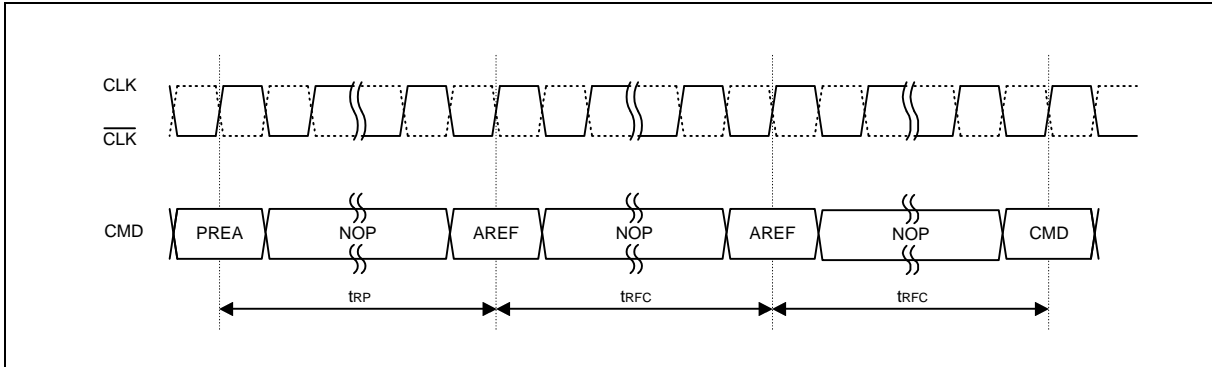 CLK
CLK
CMD
PREA
NOP
AREF
NOP
AREF
NOP
CMD
tRP
tRFC
tRFC